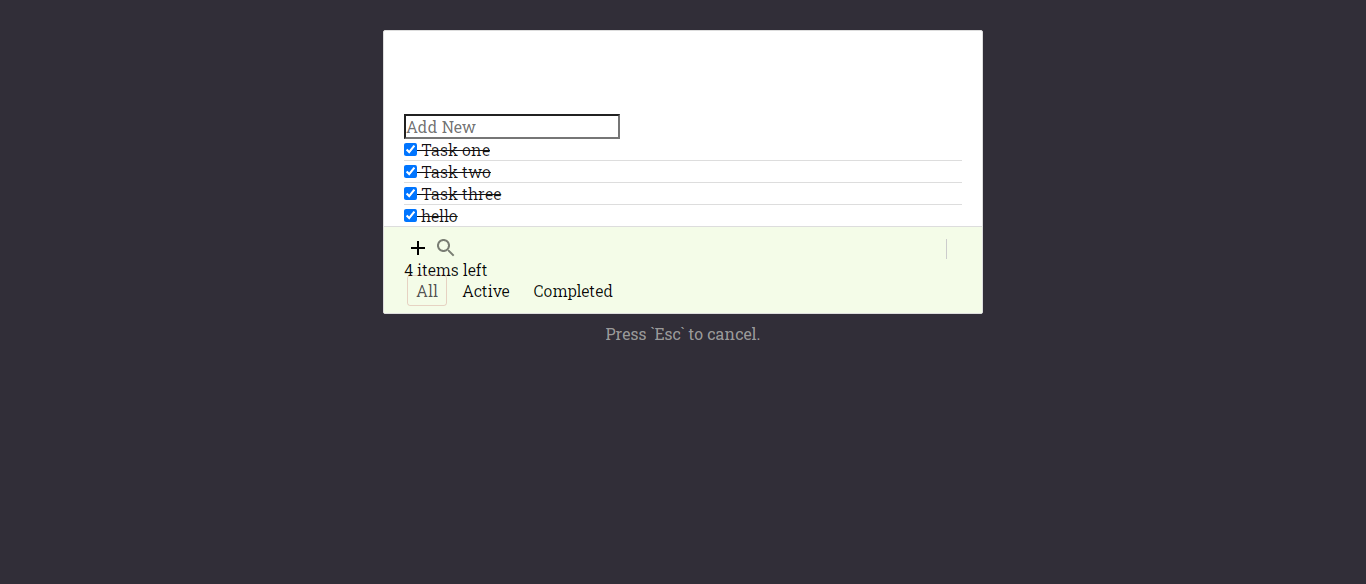 Add New
Task one
Task two
Task three
hello
4 items left
All Active Completed
Press `Esc` to cancel.